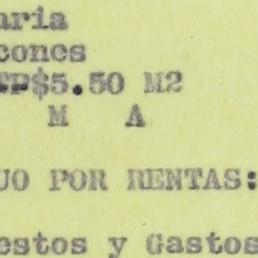 aria
cones
$5.50 M2
M A
JO POR RENTAS:
estos y Gastos